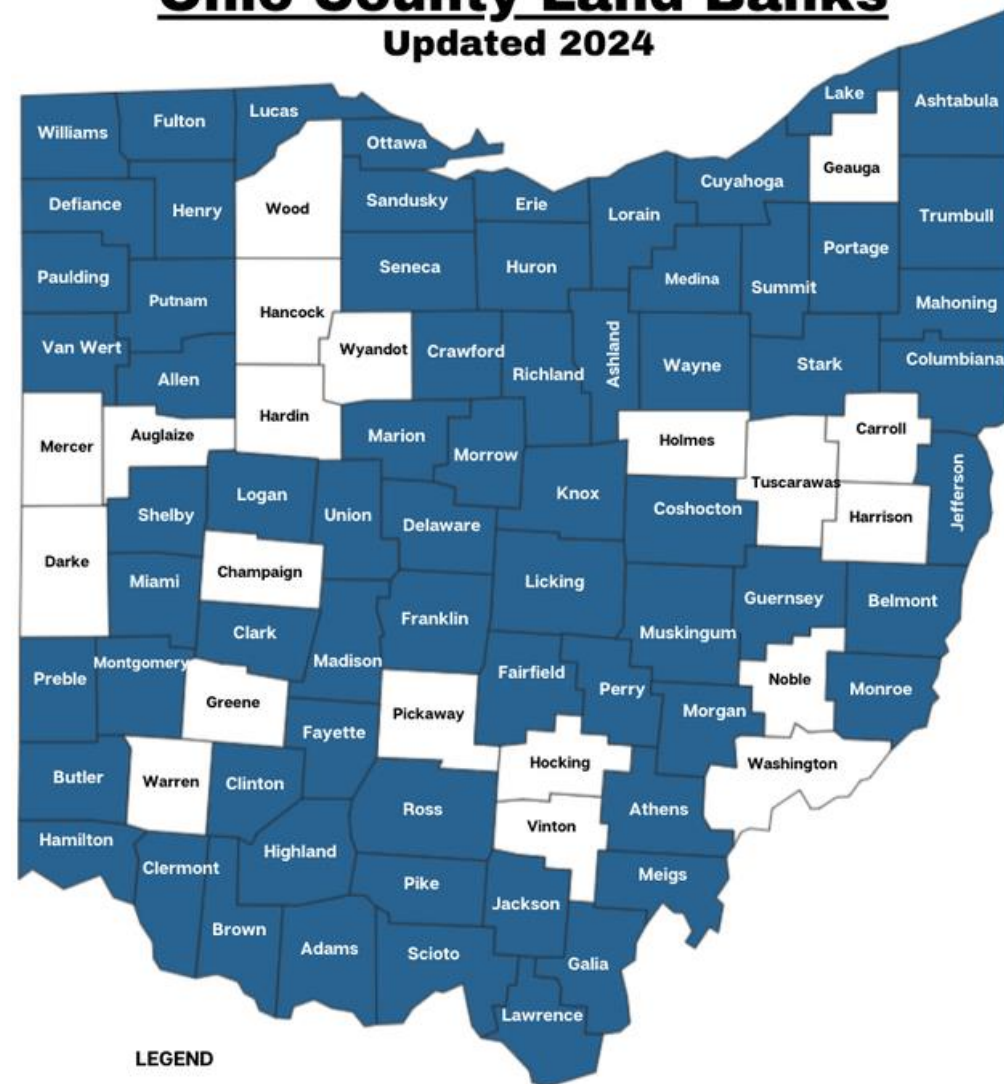 Ohio County Land Banks
Updated 2024
Williams
Fulton
Lucas
Ottawa
Lake
Ashtabula
Geauga
Defiance
Henry
Wood
Sandusky
Erie
Lorain
Cuyahoga
Trumbull
Paulding
Putnam
Hancock
Seneca
Huron
Medina
Summit
Portage
Mahoning
Van Wert
Allen
Wyandot
Crawford
Richland
Ashland
Wayne
Stark
Columbiana
Mercer
Auglaize
Hardin
Marion
Morrow
Holmes
Tuscarawas
Carroll
Jefferson
Shelby
Logan
Union
Delaware
Knox
Coshocton
Harrison
Darke
Miami
Champaign
Licking
Guernsey
Belmont
Clark
Madison
Franklin
Muskingum
Preble
Montgomery
Greene
Fayette
Pickaway
Fairfield
Perry
Morgan
Noble
Monroe
Butler
Warren
Clinton
Ross
Hocking
Athens
Washington
Hamilton
Clermont
Highland
Pike
Vinton
Jackson
Meigs
Brown
Adams
Scioto
Galia
Lawrence
LEGEND